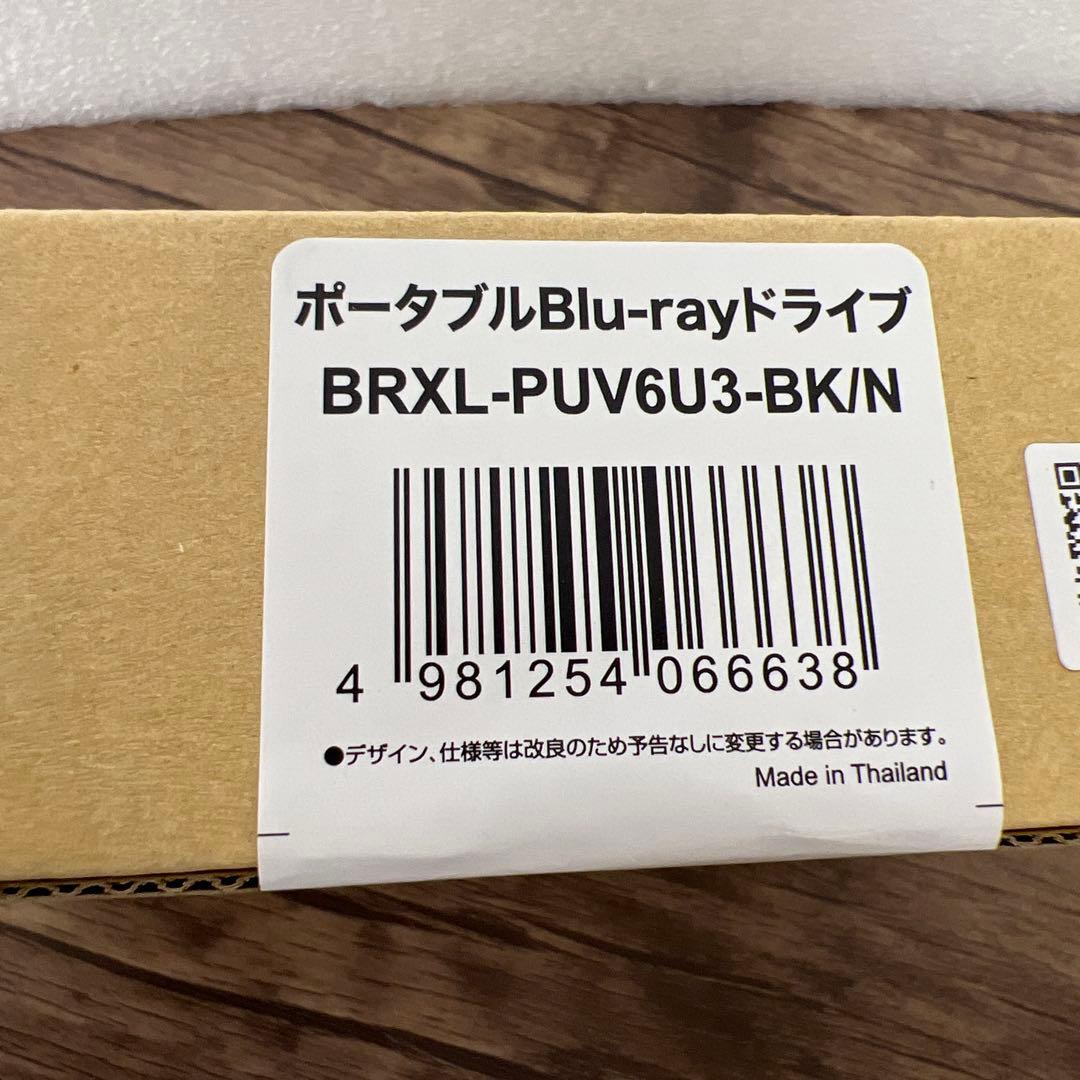 ポータブルBlu-rayドライブ
BRXL-PUV6U3-BK/N
4 981254 066638
●デザイン、仕様等は改良のため予告なしに変更する場合があります。
Made in Thailand